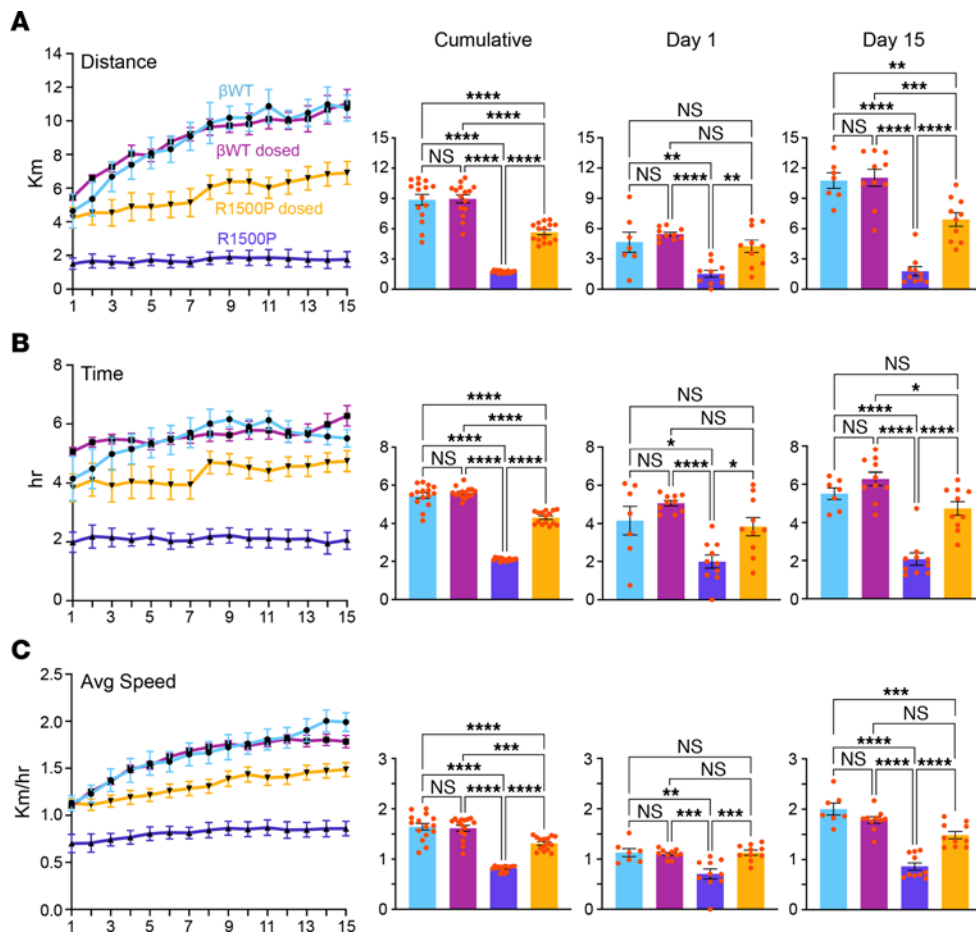 A
Cumulative
Day 1
Day 15
Distance
βWT
βWT dosed
R1500P dosed
R1500P
Km
14
12
10
8
6
4
2
0
1 3 5 7 9 11 13 15
15
12
9
6
3
0
****
****
****
NS **** ****
15
12
9
6
3
0
NS
NS
**
NS **** **
15
12
9
6
3
0
**
***
****
NS **** ****
B
Time
hr
8
6
4
2
0
1 3 5 7 9 11 13 15
8
6
4
2
0
****
****
****
NS **** ****
8
6
4
2
0
NS
NS
*
NS **** *
8
6
4
2
0
NS
*
****
NS **** ****
C
Avg Speed
Km/hr
2.5
2.0
1.5
1.0
0.5
0.0
1 3 5 7 9 11 13 15
3
2
1
0
****
***
****
NS **** ****
3
2
1
0
NS
NS
**
NS *** ***
3
2
1
0
***
NS
****
NS **** ****